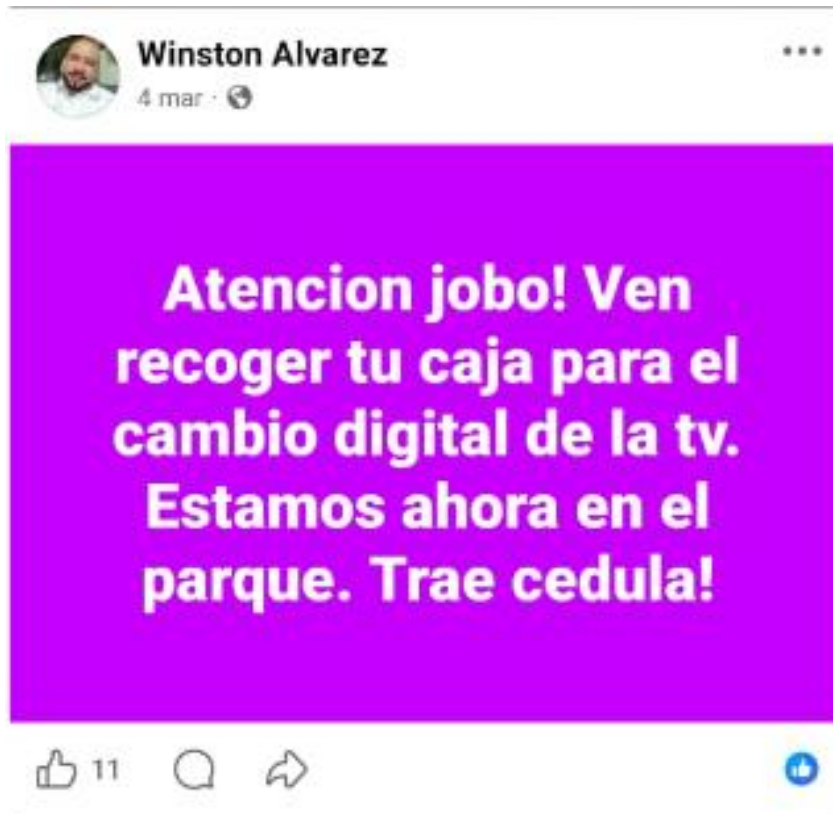 Winston Alvarez
4 mar ·
Atencion jobo! Ven
recoger tu caja para el
cambio digital de la tv.
Estamos ahora en el
parque. Trae cedula!
11